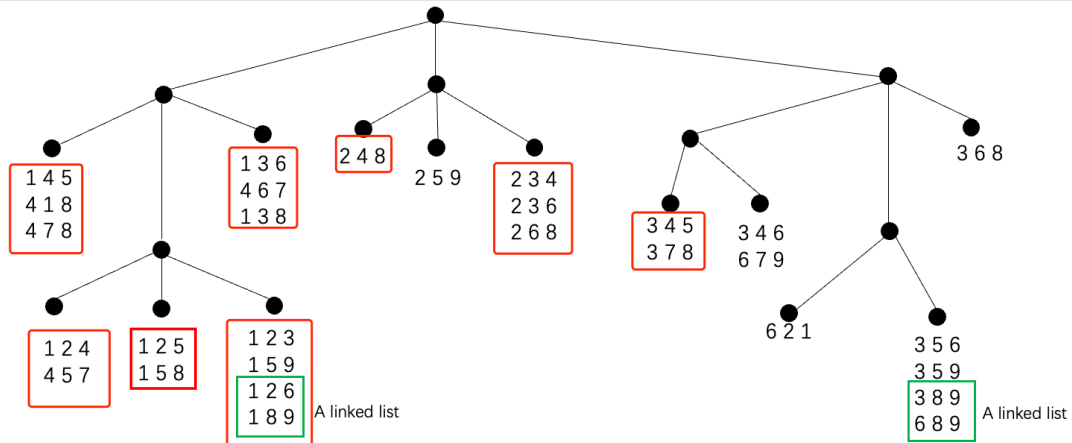 1 4 5
4 1 8
4 7 8
1 3 6
4 6 7
1 3 8
2 4 8
2 5 9
2 3 4
2 3 6
2 6 8
3 4 5
3 7 8
3 4 6
6 7 9
3 6 8
1 2 4
4 5 7
1 2 5
1 5 8
1 2 3
1 5 9
1 2 6
1 8 9
A linked list
6 2 1
3 5 6
3 5 9
3 8 9
6 8 9
A linked list